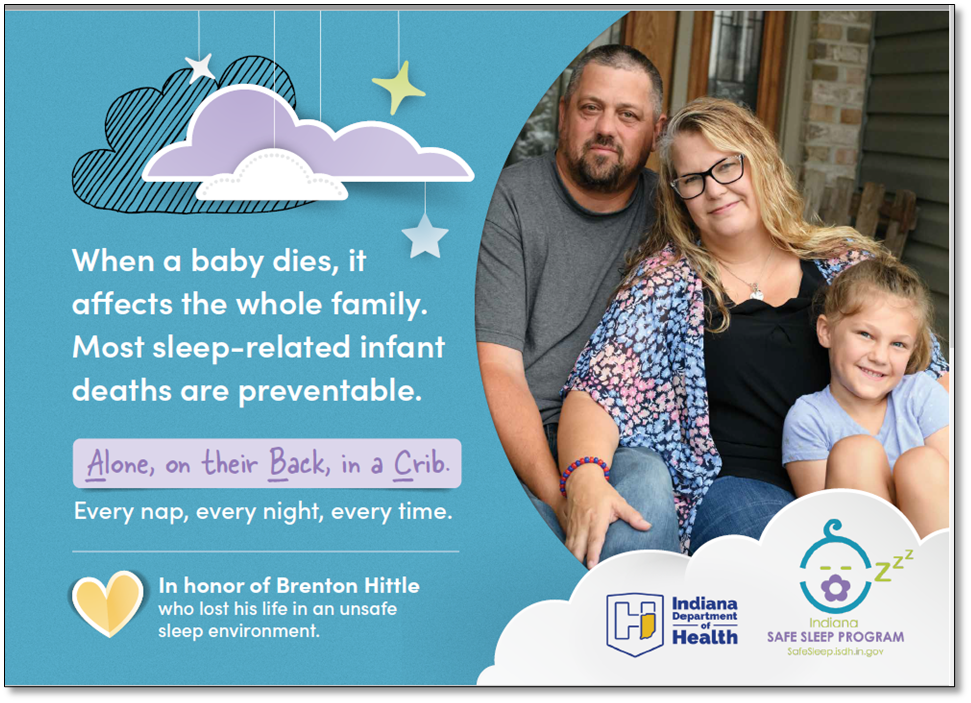 When a baby dies, it
affects the whole family.
Most sleep-related infant
deaths are preventable.
Alone, on their Back, in a Crib.
Every nap, every night, every time.
In honor of Brenton Hittle
who lost his life in an unsafe
sleep environment.
Indiana
Department
of
Health
zzz
Indiana
SAFE SLEEP PROGRAM
SafeSleep.isdh.in.gov